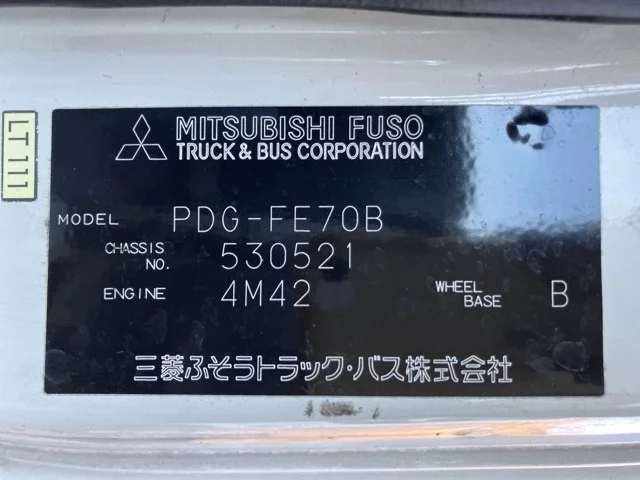 MITSUBISHI FUSO
TRUCK & BUS CORPORATION
LT111
MODEL PDG-FE70B
CHASSIS NO. 530521
ENGINE 4M42 WHEEL BASE B
三菱ふそうトラック・バス株式会社